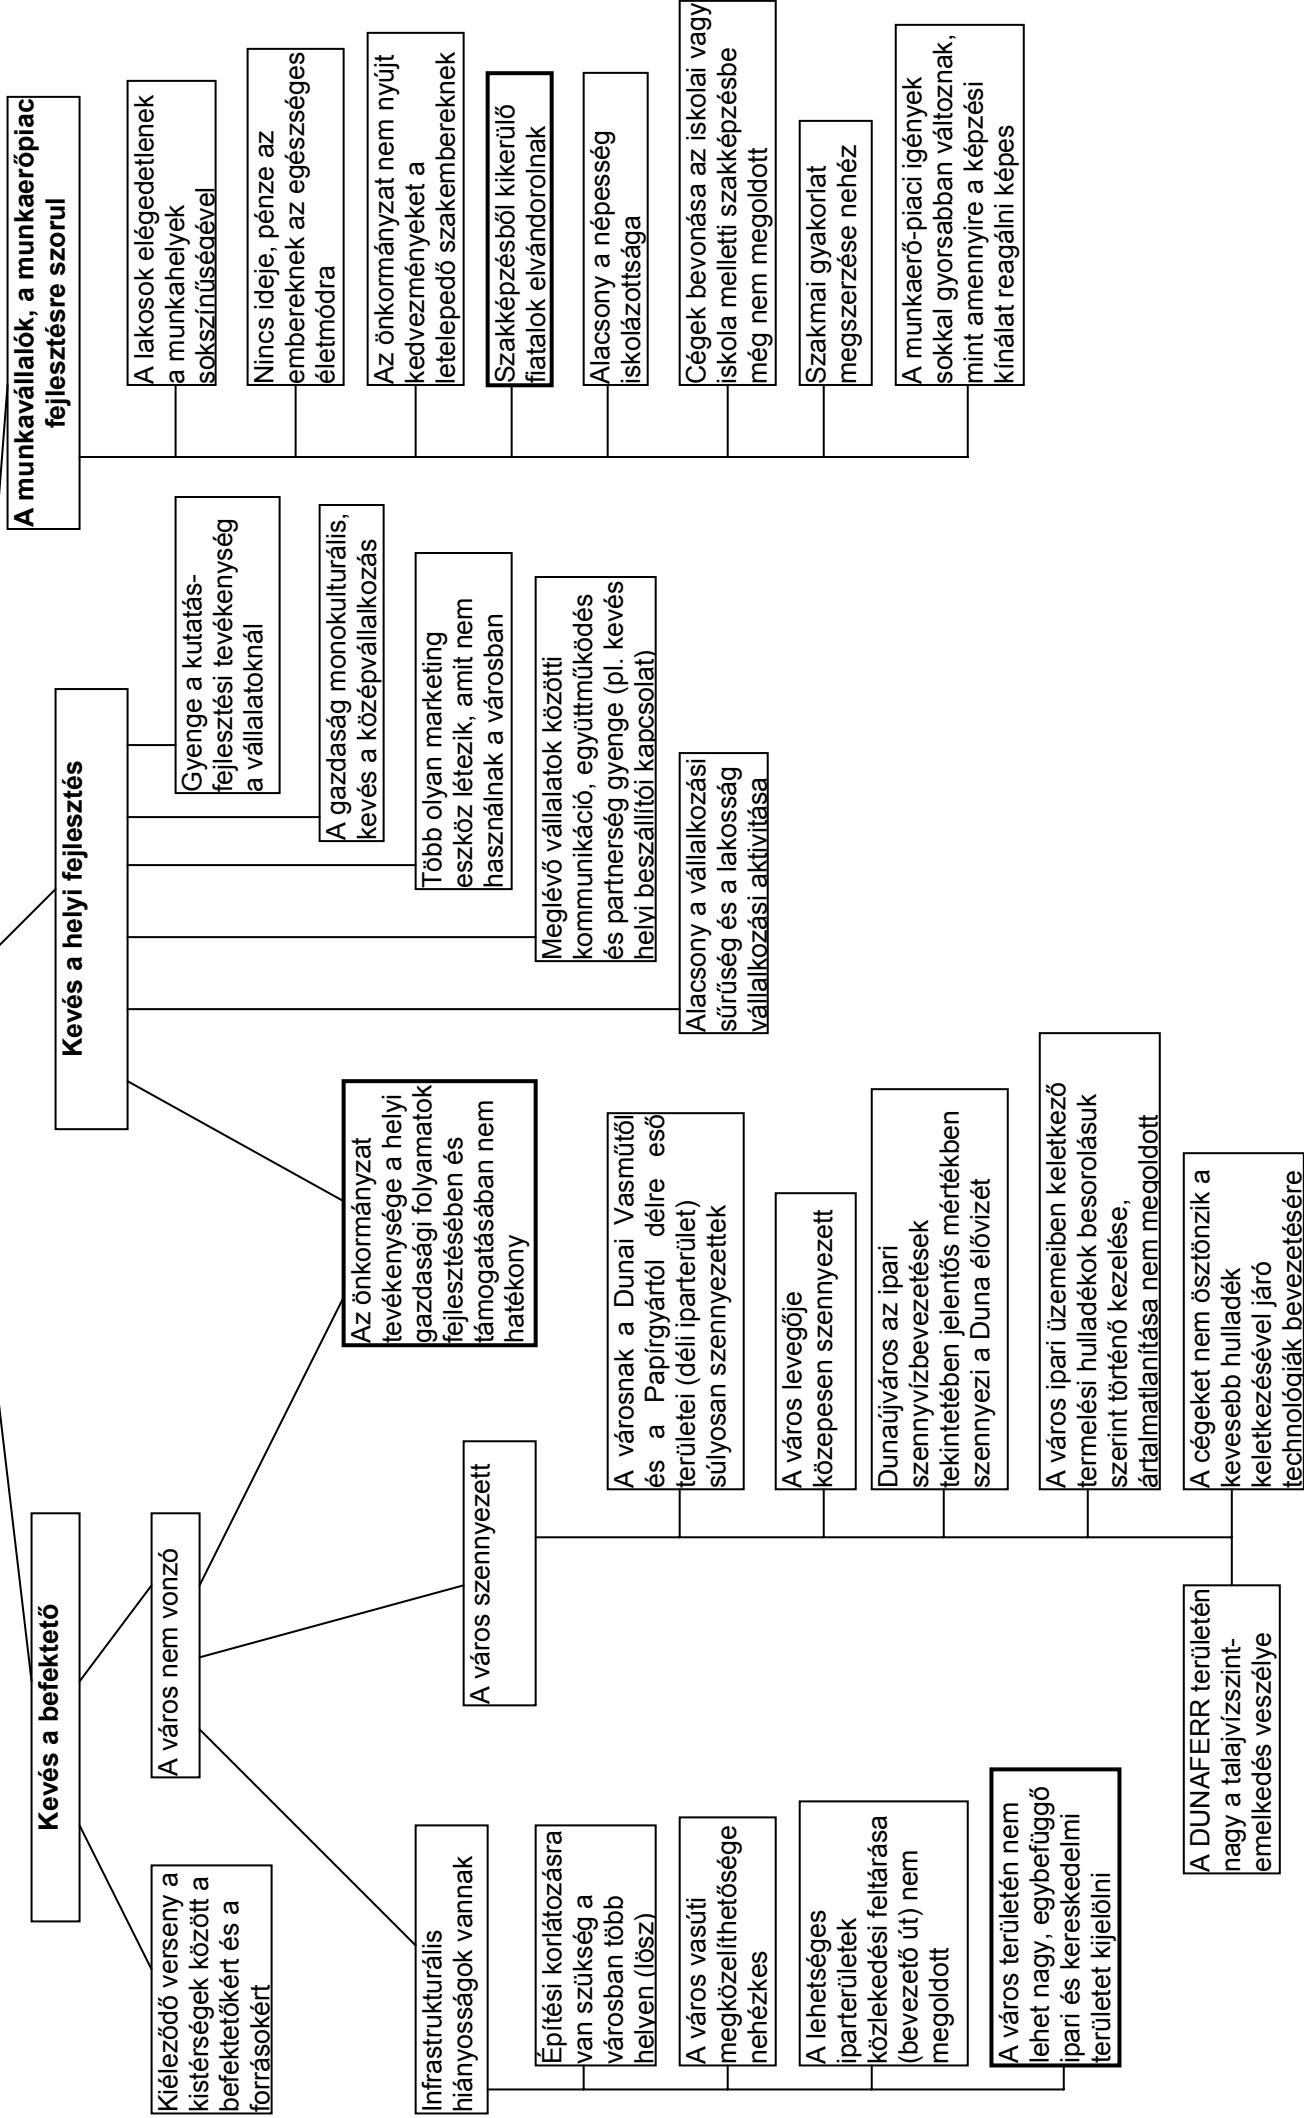 Kevés a befektető
Kiéleződő verseny a
kistérségek között a
befektetőkért és a
forrásokért
A város nem vonzó
Infrastrukturális
hiányosságok vannak
Építési korlátozásra
van szükség a
városban több
helyen (lösz)
A város vasúti
megközelíthetősége
nehézkes
A lehetséges
iparterületek
közlekedési feltárása
(bevezető út) nem
megoldott
A város területén nem
lehet nagy, egybefüggő
ipari és kereskedelmi
területet kijelölni
A város szennyezett
A városnak a Dunai Vasműtől
és a Papírgyártól délre eső
területei (déli iparterület)
súlyosan szennyezettek
A város levegője
közepesen szennyezett
Dunaújváros az ipari
szennyvízbevezetések
tekintetében jelentős mértékben
szennyezi a Duna élővizét
A város ipari üzemeiben keletkező
termelési hulladékok besorolásuk
szerint történő kezelése,
ártalmatlanítása nem megoldott
A cégeket nem ösztönzik a
kevesebb hulladék
keletkezésével járó
technológiák bevezetésére
A DUNAFERR területén
nagy a talajvízszint-
emelkedés veszélye
Az önkormányzat
tevékenysége a helyi
gazdasági folyamatok
fejlesztésében és
támogatásában nem
hatékony
Kevés a helyi fejlesztés
Alacsony a vállalkozási
sűrűség és a lakosság
vállalkozási aktivitása
Meglévő vállalatok közötti
kommunikáció, együttműködés
és partnerség gyenge (pl. kevés
helyi beszállítói kapcsolat)
Több olyan marketing
eszköz létezik, amit nem
használnak a városban
A gazdaság monokulturális,
kevés a középvállalkozás
Gyenge a kutatás-
fejlesztési tevékenység
a vállalatoknál
A munkavállalók, a munkaerőpiac
fejlesztésre szorul
A lakosok elégedetlenek
a munkahelyek
sokszínűségével
Nincs ideje, pénze az
embereknek az egészséges
életmódra
Az önkormányzat nem nyújt
kedvezményeket a
letelepedő szakembereknek
Szakképzésből kikerülő
fiatalok elvándorolnak
Alacsony a népesség
iskolázottsága
Cégek bevonása az iskolai vagy
iskola melletti szakképzésbe
még nem megoldott
Szakmai gyakorlat
megszerzése nehéz
A munkaerő-piaci igények
sokkal gyorsabban változnak,
mint amennyire a képzési
kínálat reagálni képes